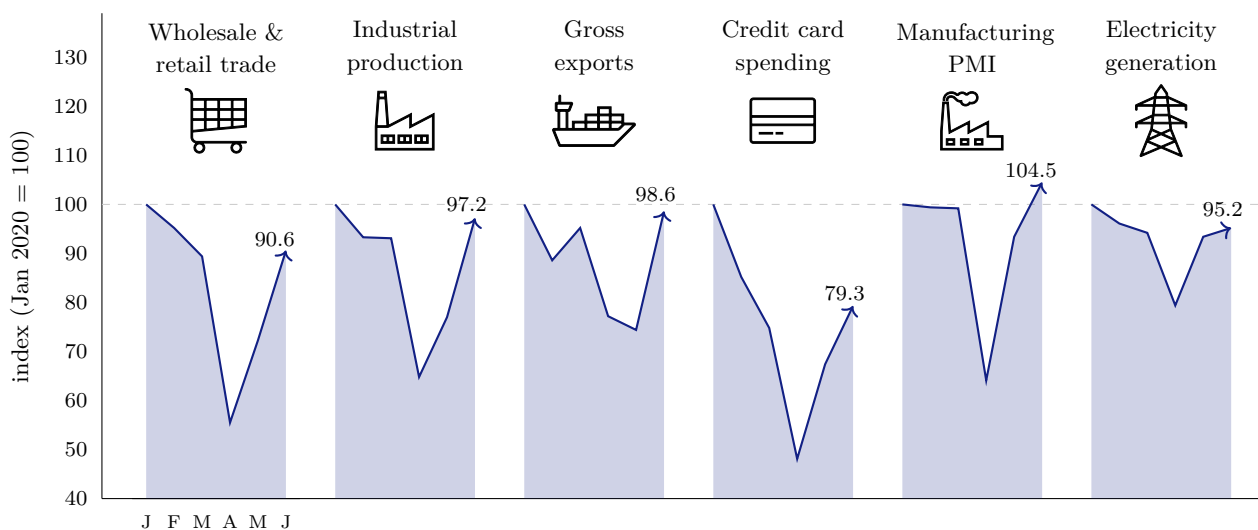 Wholesale &
retail trade
Industrial
production
Gross
exports
Credit card
spending
Manufacturing
PMI
Electricity
generation
index (Jan 2020 = 100)
130
120
110
100
90
80
70
60
50
40
90.6
97.2
98.6
79.3
104.5
95.2
J F M A M J